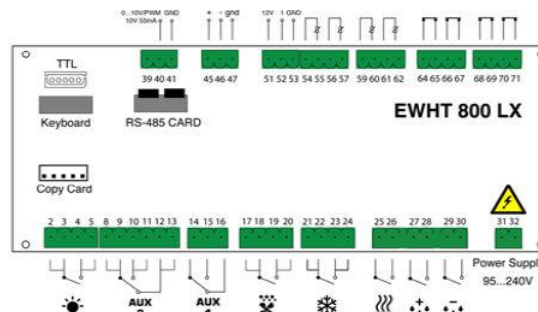 0...10V/PWM GND
10V 55mA
+ - gnd
12V I GND
TTL
39 40 41
45 46 47
51 52 53
54 55 56 57
59 60 61 62
64 65 66 67
68 69 70 71
Keyboard
RS-485 CARD
EWHT 800 LX
Copy Card
2 3 4 5
8 9 10 11 12 13
14 15 16
17 18 19 20
21 22 23 24
25 26
27 28
29 30
31 32
Power Supply
95...240V
AUX
AUX